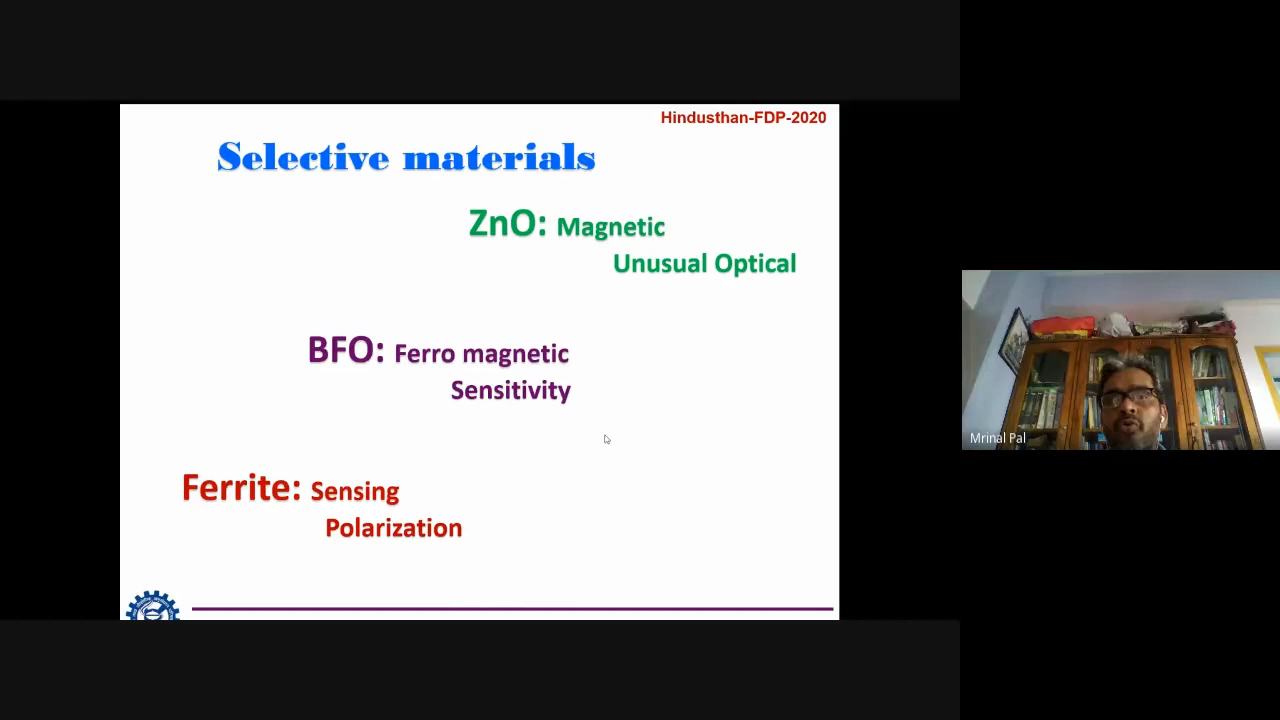 Hindusthan-FDP-2020
Selective materials
ZnO: Magnetic
Unusual Optical
BFO: Ferro magnetic
Sensitivity
Ferrite: Sensing
Polarization
Mrinal Pal